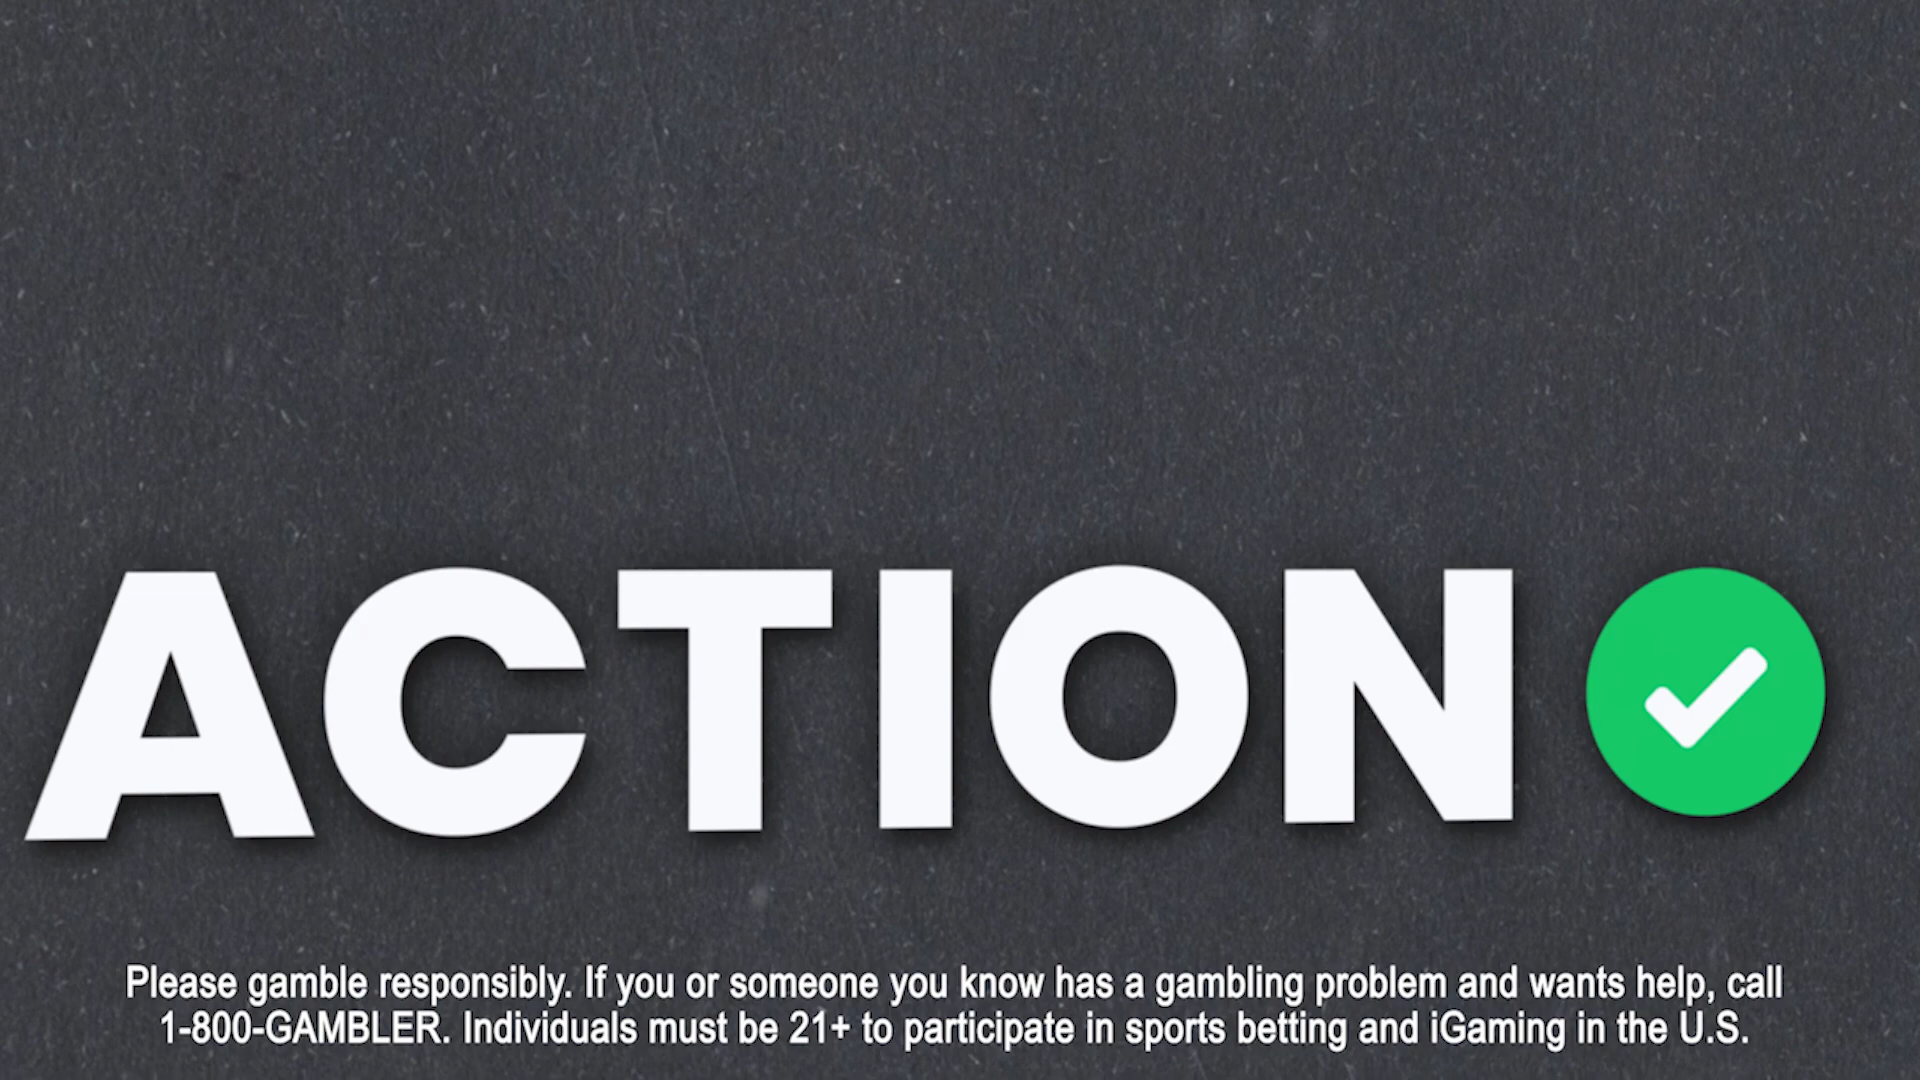 ACTION
Please gamble responsibly. If you or someone you know has a gambling problem and wants help, call
1-800-GAMBLER. Individuals must be 21+ to participate in sports betting and iGaming in the U.S.